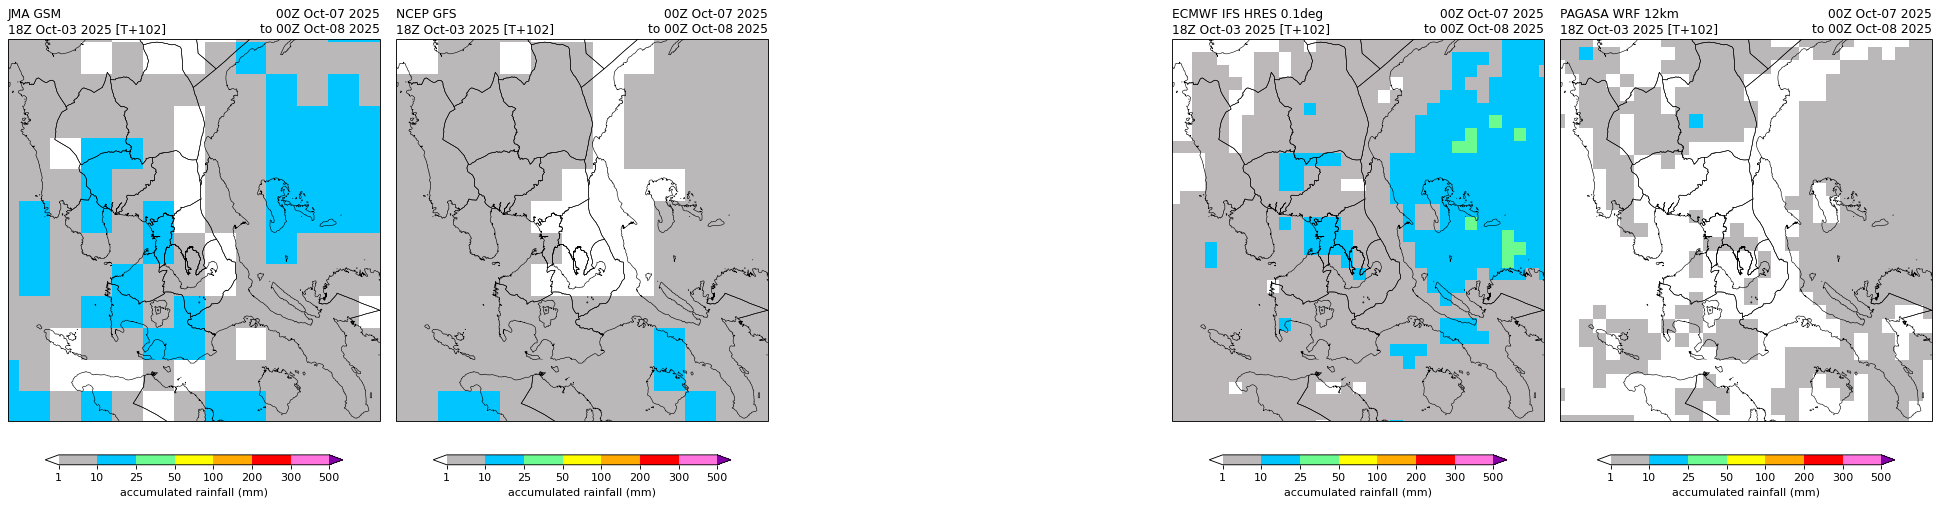 JMA GSM
00Z Oct-07 2025
18Z Oct-03 2025 [T+102]
to 00Z Oct-08 2025
1 10 25 50 100 200 300 500
accumulated rainfall (mm)
NCEP GFS
00Z Oct-07 2025
18Z Oct-03 2025 [T+102]
to 00Z Oct-08 2025
1 10 25 50 100 200 300 500
accumulated rainfall (mm)
ECMWF IFS HRES 0.1deg
00Z Oct-07 2025
18Z Oct-03 2025 [T+102]
to 00Z Oct-08 2025
1 10 25 50 100 200 300 500
accumulated rainfall (mm)
PAGASA WRF 12km
00Z Oct-07 2025
18Z Oct-03 2025 [T+102]
to 00Z Oct-08 2025
1 10 25 50 100 200 300 500
accumulated rainfall (mm)